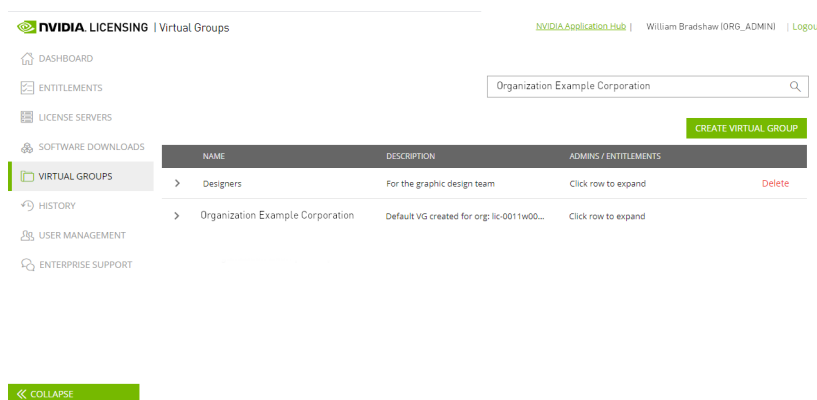 NVIDIA. LICENSING | Virtual Groups
NVIDIA Application Hub | William Bradshaw (ORG_ADMIN) | Logou
DASHBOARD
ENTITLEMENTS
LICENSE SERVERS
SOFTWARE DOWNLOADS
VIRTUAL GROUPS
HISTORY
USER MANAGEMENT
ENTERPRISE SUPPORT
Organization Example Corporation
CREATE VIRTUAL GROUP
NAME DESCRIPTION ADMINS / ENTITLEMENTS
Designers For the graphic design team Click row to expand Delete
Organization Example Corporation Default VG created for org: lic-0011w00... Click row to expand
COLLAPSE